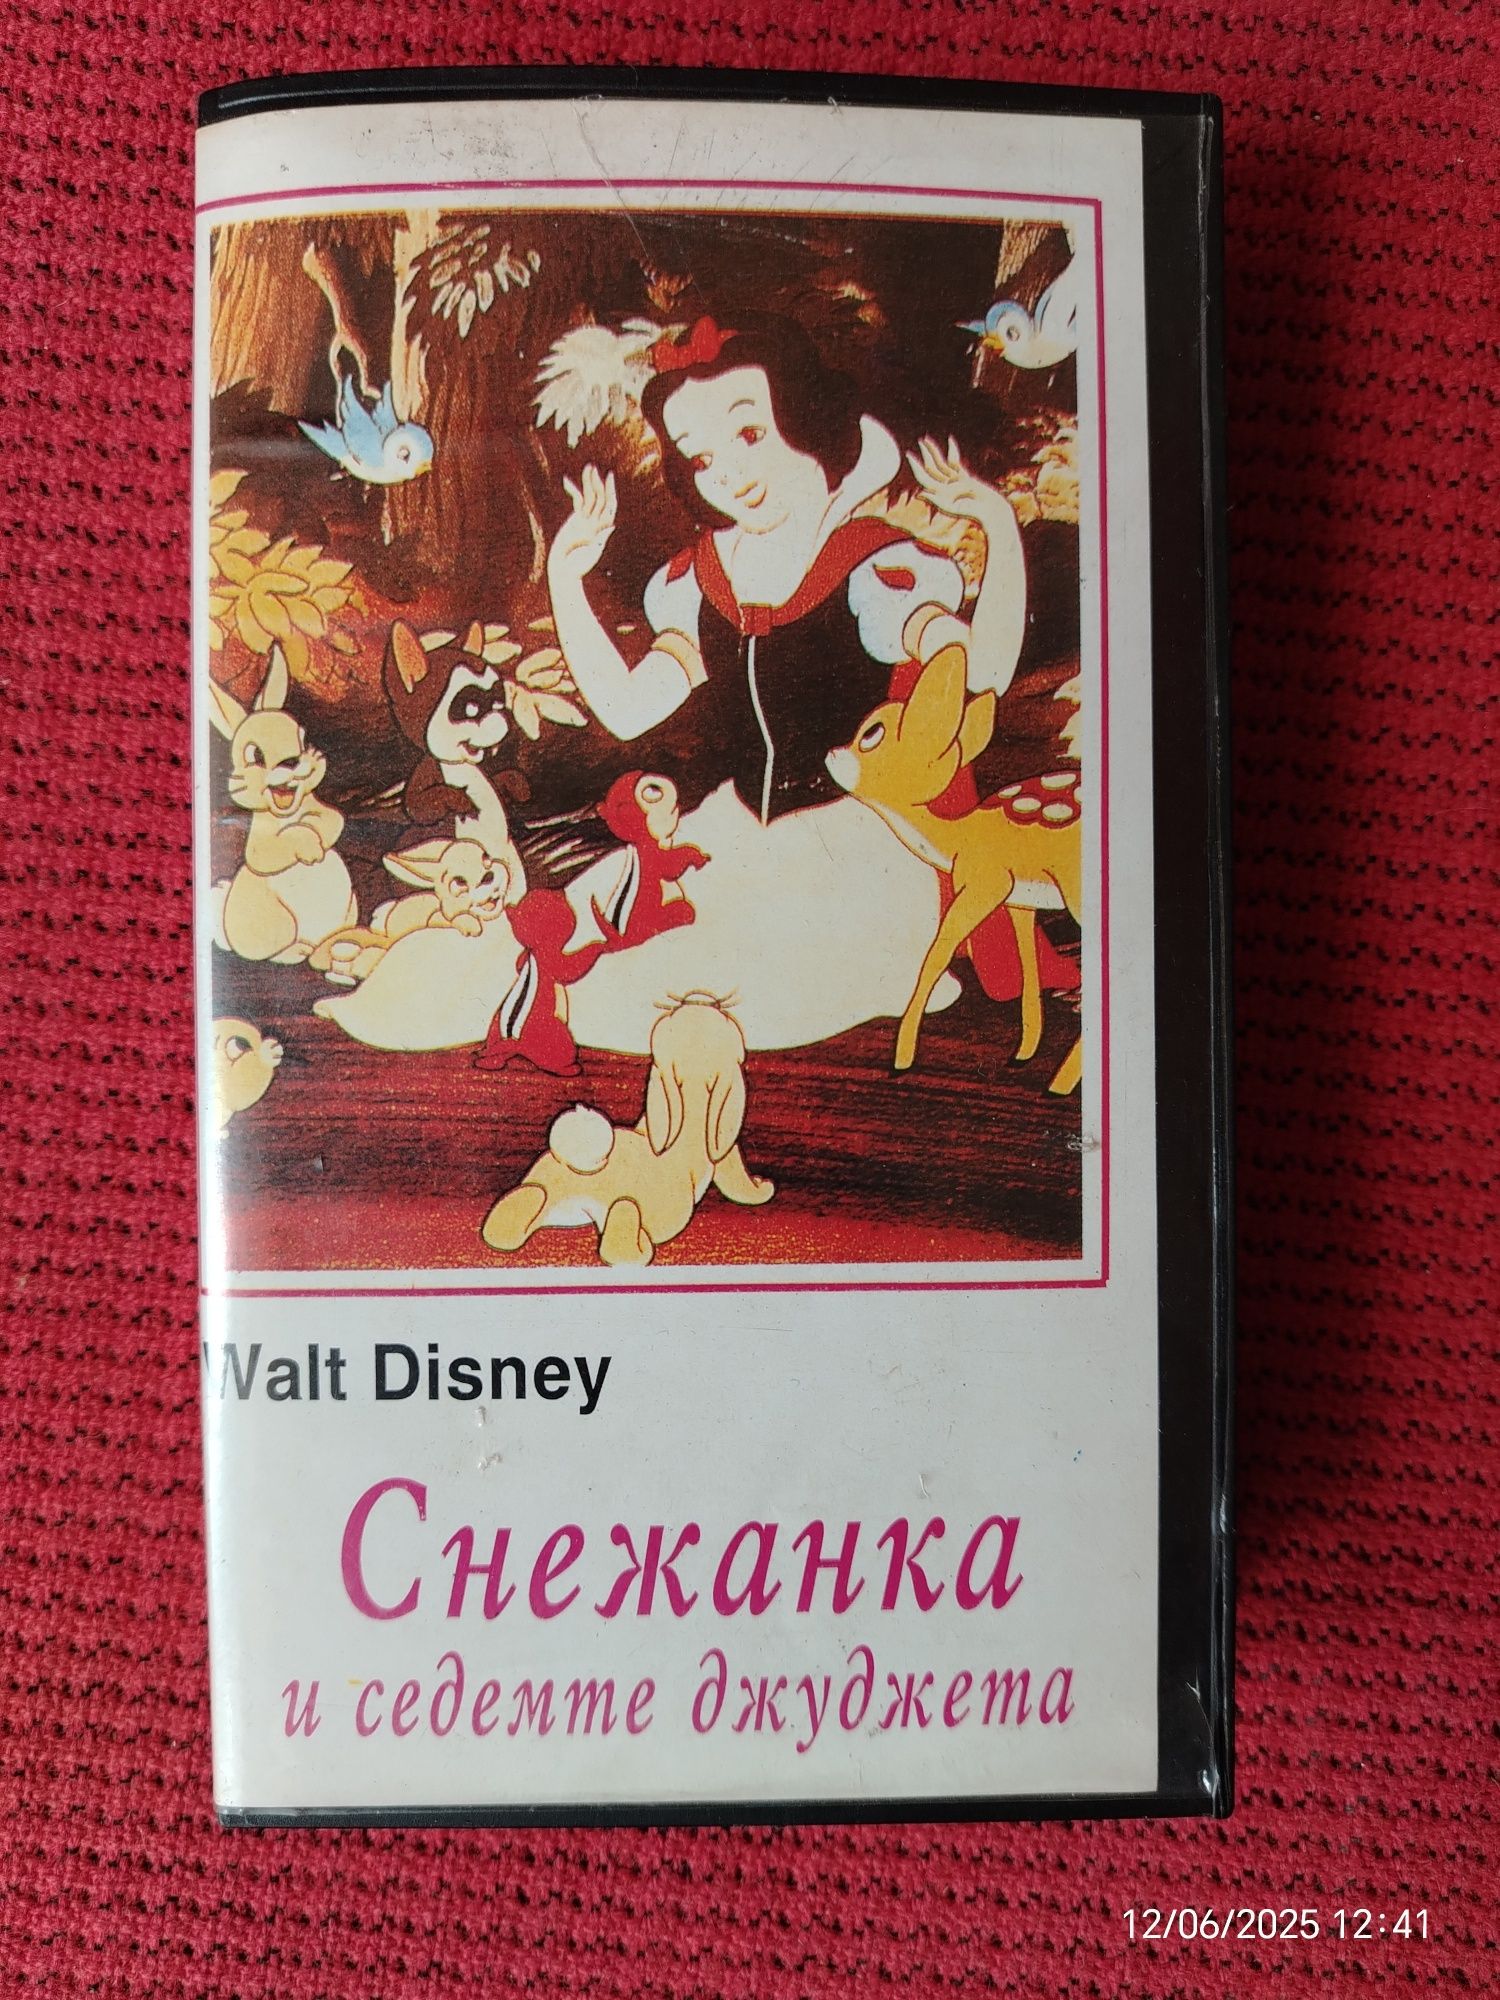 Walt Disney
Снежанка
и седемте джуджета
12/06/2025 12:41